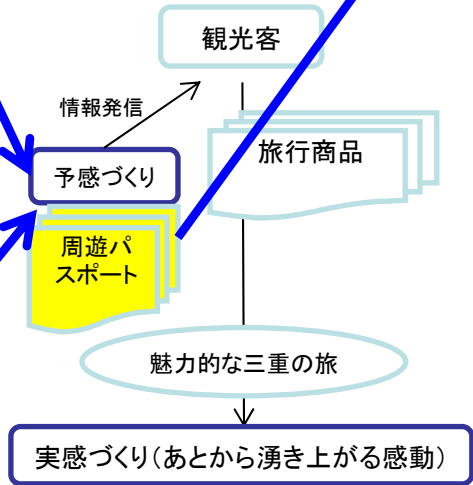 観光客
情報発信
旅行商品
予感づくり
周遊パ
スポート
魅力的な三重の旅
実感づくり(あとから湧き上がる感動)